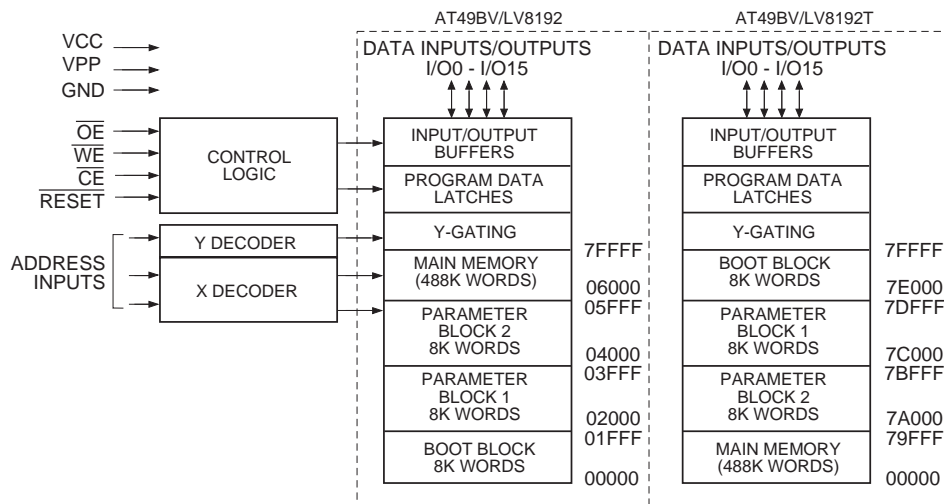 AT49BV/LV8192
AT49BV/LV8192T
VCC
VPP
GND
OE
WE
CE
RESET
CONTROL
LOGIC
ADDRESS
INPUTS
Y DECODER
X DECODER
DATA INPUTS/OUTPUTS
I/O0 - I/O15
INPUT/OUTPUT
BUFFERS
PROGRAM DATA
LATCHES
Y-GATING
7FFFF
MAIN MEMORY
(488K WORDS)
06000
05FFF
PARAMETER
BLOCK 2
8K WORDS
04000
03FFF
PARAMETER
BLOCK 1
8K WORDS
02000
01FFF
BOOT BLOCK
8K WORDS
00000
DATA INPUTS/OUTPUTS
I/O0 - I/O15
INPUT/OUTPUT
BUFFERS
PROGRAM DATA
LATCHES
Y-GATING
7FFFF
BOOT BLOCK
8K WORDS
7E000
7DFFF
PARAMETER
BLOCK 1
8K WORDS
7C000
7BFFF
PARAMETER
BLOCK 2
8K WORDS
7A000
79FFF
MAIN MEMORY
(488K WORDS)
00000